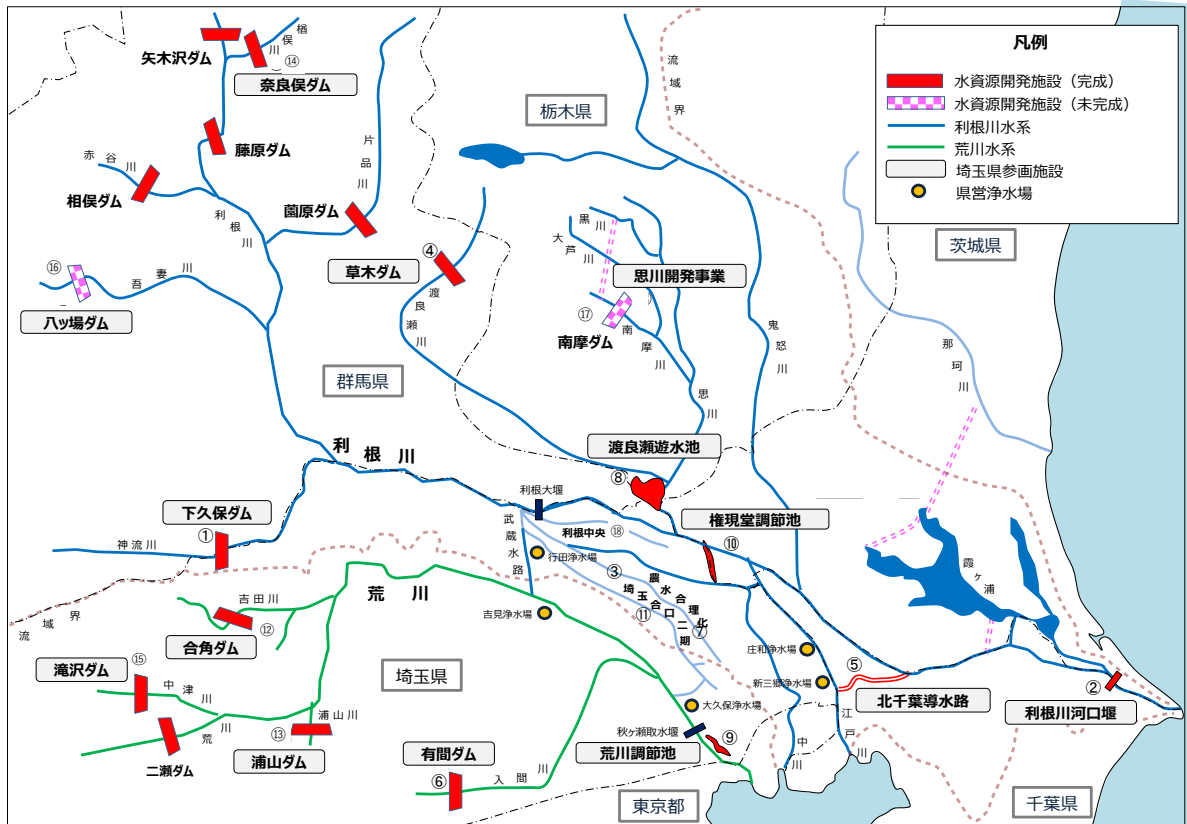 凡例
水資源開発施設（完成）
水資源開発施設（未完成）
利根川水系
荒川水系
埼玉県参画施設
県営浄水場
矢木沢ダム
楢俣川
⑭
奈良俣ダム
藤原ダム
赤谷川
相俣ダム
利根川
片品川
薗原ダム
④
草木ダム
渡良瀬川
⑯
吾妻川
八ッ場ダム
群馬県
栃木県
流域界
黒川
大芦川
思川開発事業
⑰
南摩ダム
南摩川
思川
鬼怒川
茨城県
那珂川
利根川
渡良瀬遊水池
⑧
利根大堰
権現堂調節池
⑩
下久保ダム
①
神流川
武蔵水路
利根中央
⑱
行田浄水場
③
農水合理化
⑦
埼玉合口二期
⑪
吉見浄水場
荒川
流域界
吉田川
合角ダム
⑫
滝沢ダム
⑮
中津川
荒川
二瀬ダム
浦山川
⑬
浦山ダム
埼玉県
有間ダム
⑥
入間川
大久保浄水場
秋ヶ瀬取水堰
⑨
荒川調節池
庄和浄水場
新三郷浄水場
⑤
北千葉導水路
中川
江戸川
霞ヶ浦
②
利根川河口堰
東京都
千葉県